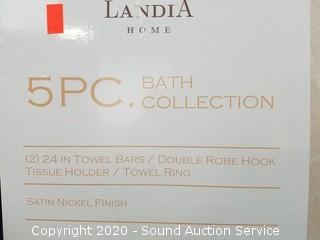 LANDIA
HOME
5PC. BATH
COLLECTION
(2) 24 IN TOWEL BARS / DOUBLE ROBE HOOK
TISSUE HOLDER / TOWEL RING
SATIN NICKEL FINISH
Copyright 2020 - Sound Auction Service